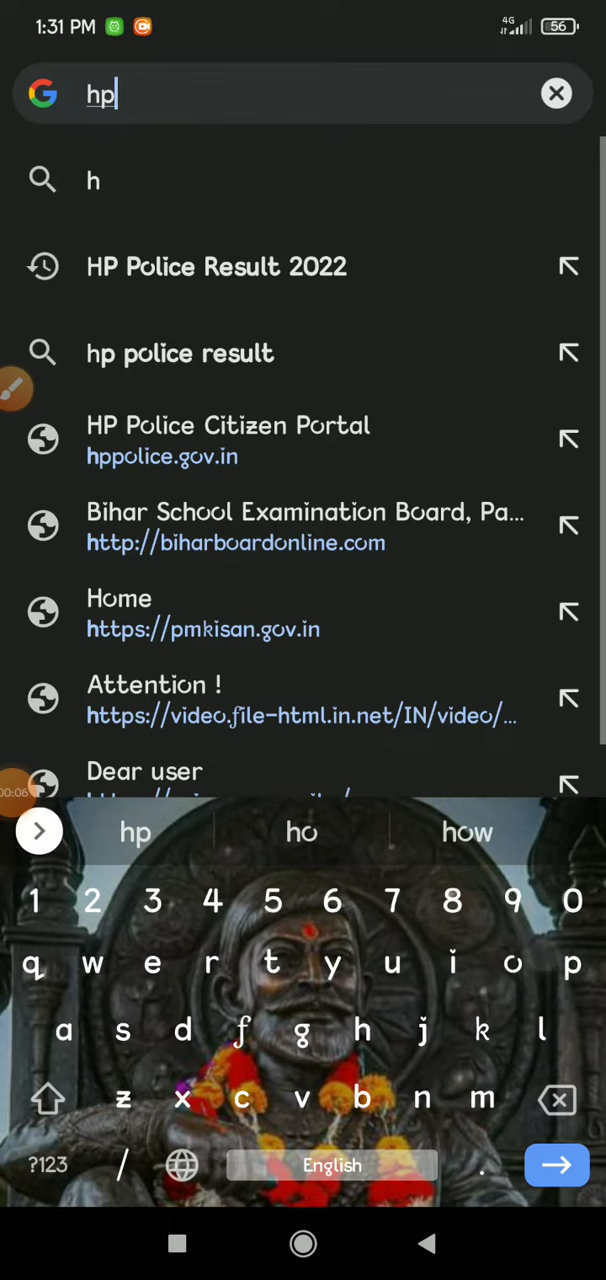 1:31 PM 4G 56
hp
h
HP Police Result 2022
hp police result
HP Police Citizen Portal
hppolice.gov.in
Bihar School Examination Board, Pa...
http://biharboardonline.com
Home
https://pmkisan.gov.in
Attention !
https://video.file-html.in.net/IN/video/...
Dear user
00:06
hp ho how
1 2 3 4 5 6 7 8 9 0
q w e r t y u i o p
a s d f g h j k l
z x c v b n m
?123 / English .